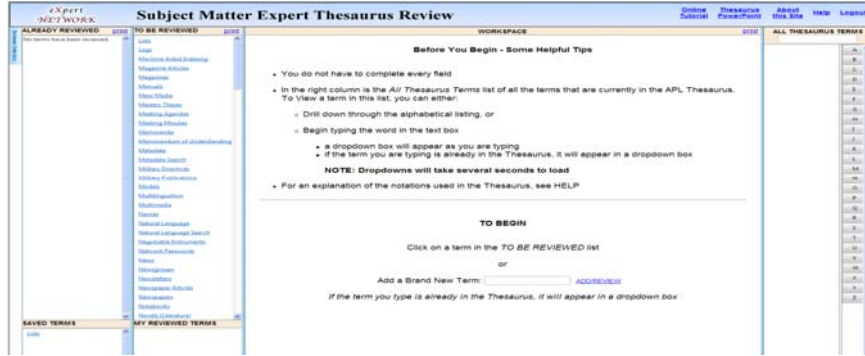 eXpert
NETWORK
Subject Matter Expert Thesaurus Review
Online Tutorial
Thesaurus PowerPoint
About this Site
Help
Logout
ALREADY REVIEWED print
No terms have been reviewed.
TO BE REVIEWED print
Lists
Logs
Machine Aided Indexing
Magazine Articles
Magazines
Manuals
Mass Media
Masters Theses
Meeting Agendas
Meeting Minutes
Memoranda
Memorandum of Understanding
Metadata
Metadata Search
Military Directives
Military Publications
Models
Multilingualism
Multimedia
Names
Natural Language
Natural Language Search
Negotiable Instruments
Network Passwords
News
Newsgroups
Newsletters
Newspaper Articles
Newspapers
Notebooks
Novels (Literature)
SAVED TERMS
Lists
MY REVIEWED TERMS
WORKSPACE print
Before You Begin - Some Helpful Tips
• You do not have to complete every field
• In the right column is the All Thesaurus Terms list of all the terms that are currently in the APL Thesaurus.
To View a term in this list, you can either:
o Drill down through the alphabetical listing, or
o Begin typing the word in the text box
• a dropdown box will appear as you are typing
• if the term you are typing is already in the Thesaurus, it will appear in a dropdown box
NOTE: Dropdowns will take several seconds to load
• For an explanation of the notations used in the Thesaurus, see HELP
TO BEGIN
Click on a term in the TO BE REVIEWED list
or
Add a Brand New Term: ADD/REVIEW
If the term you type is already in the Thesaurus, it will appear in a dropdown box
ALL THESAURUS TERMS
A
B
C
D
E
F
G
H
I
J
K
L
M
N
O
P
Q
R
S
T
U
V
W
X
Y
Z